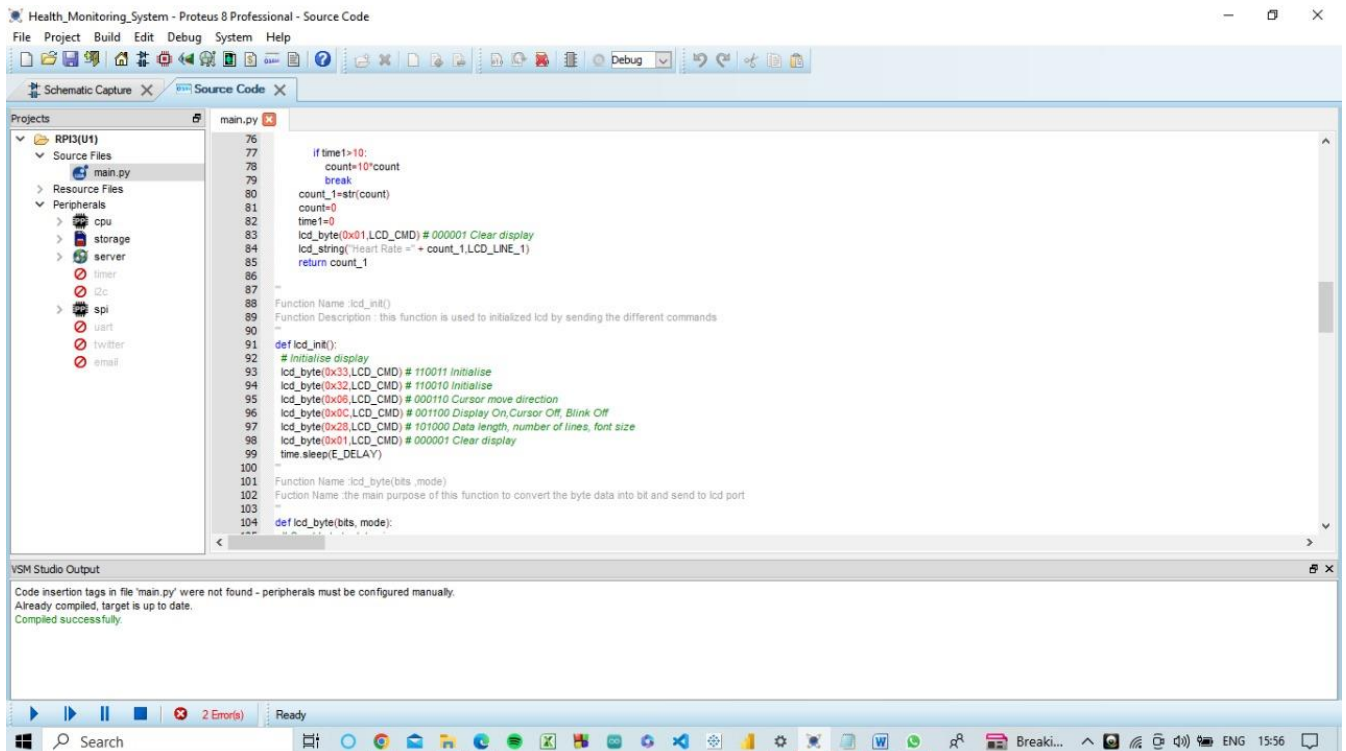 Health_Monitoring_System - Proteus 8 Professional - Source Code
File Project Build Edit Debug System Help
Debug
Schematic Capture Source Code
Projects
main.py
RPI3(U1)
Source Files
main.py
Resource Files
Peripherals
cpu
storage
server
timer
i2c
spi
uart
twitter
email
76
77 if time1>10:
78 count=10*count
79 break
80 count_1=str(count)
81 count=0
82 time1=0
83 lcd_byte(0x01,LCD_CMD) # 000001 Clear display
84 lcd_string("Heart Rate =" + count_1,LCD_LINE_1)
85 return count_1
86
87 '''
88 Function Name :lcd_init()
89 Function Description : this function is used to initialized lcd by sending the different commands
90 '''
91 def lcd_init():
92 # Initialise display
93 lcd_byte(0x33,LCD_CMD) # 110011 Initialise
94 lcd_byte(0x32,LCD_CMD) # 110010 Initialise
95 lcd_byte(0x06,LCD_CMD) # 000110 Cursor move direction
96 lcd_byte(0x0C,LCD_CMD) # 001100 Display On,Cursor Off, Blink Off
97 lcd_byte(0x28,LCD_CMD) # 101000 Data length, number of lines, font size
98 lcd_byte(0x01,LCD_CMD) # 000001 Clear display
99 time.sleep(E_DELAY)
100 '''
101 Function Name :lcd_byte(bits ,mode)
102 Fuction Name :the main purpose of this function to convert the byte data into bit and send to lcd port
103 '''
104 def lcd_byte(bits, mode):
VSM Studio Output
Code insertion tags in file 'main.py' were not found - peripherals must be configured manually.
Already compiled, target is up to date.
Compiled successfully.
2 Error(s) Ready
Search
Breaki... ENG 15:56